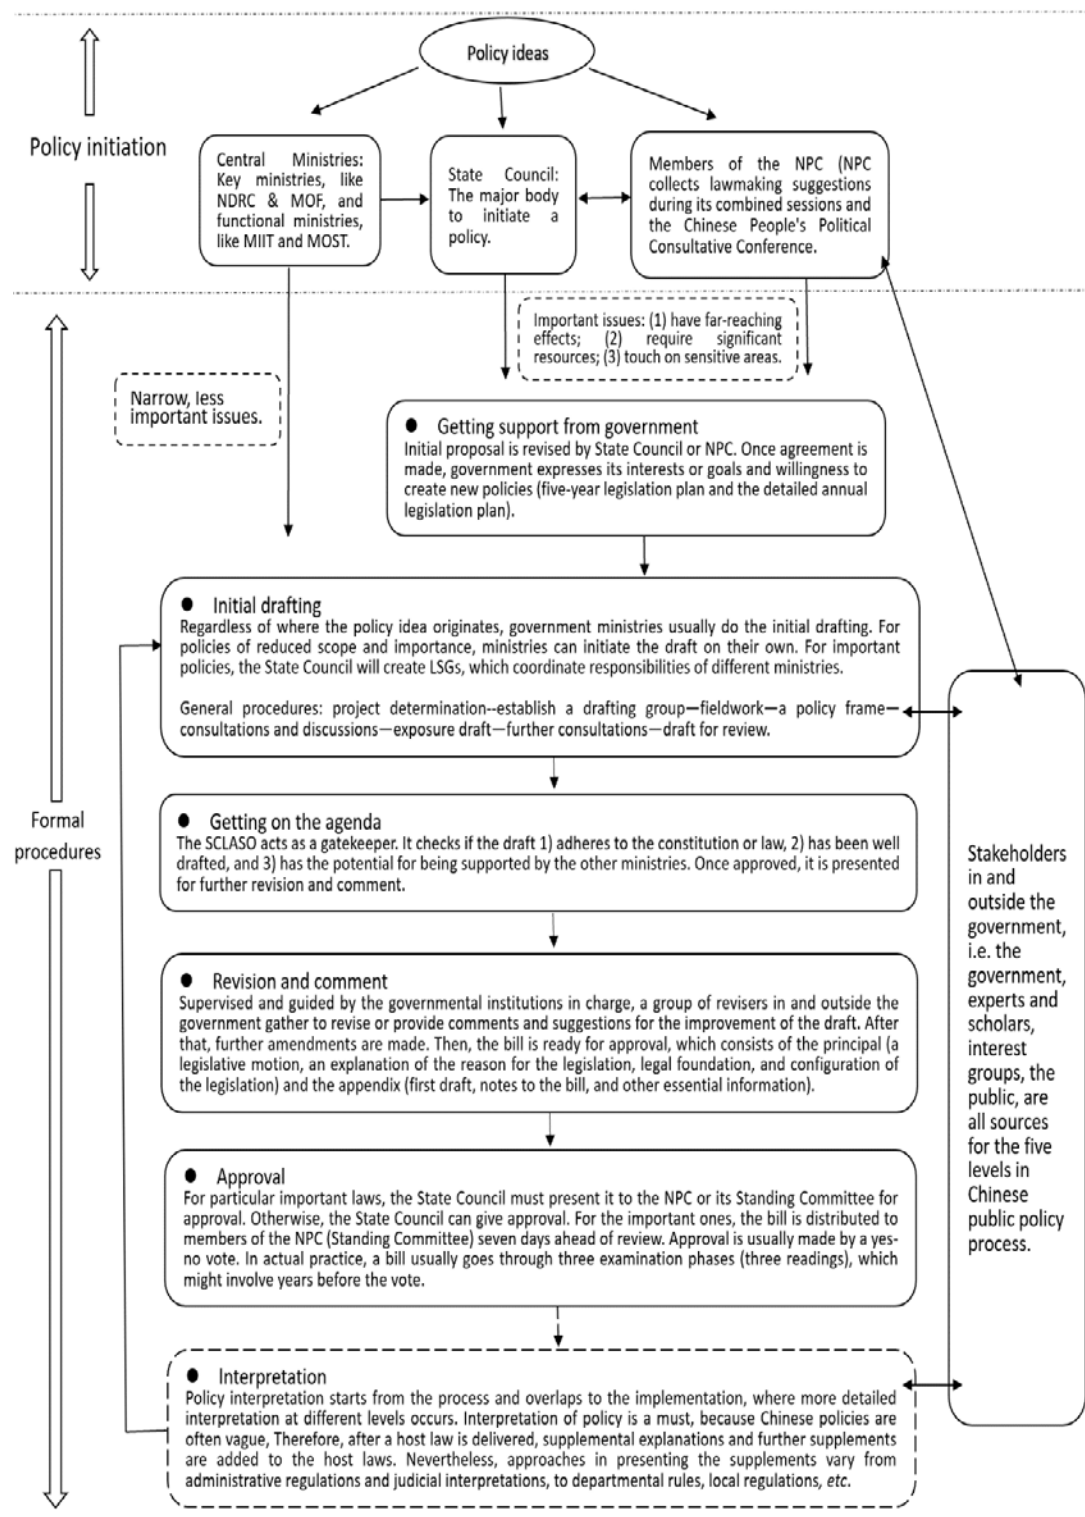 Policy ideas
Policy initiation
Central Ministries:
Key ministries, like
NDRC & MOF, and
functional ministries,
like MIIT and MOST.
State Council:
The major body
to initiate a
policy.
Members of the NPC (NPC
collects lawmaking suggestions
during its combined sessions and
the Chinese People's Political
Consultative Conference.
Important issues: (1) have far-reaching
effects; (2) require significant
resources; (3) touch on sensitive areas.
Narrow, less
important issues.
● Getting support from government
Initial proposal is revised by State Council or NPC. Once agreement is
made, government expresses its interests or goals and willingness to
create new policies (five-year legislation plan and the detailed annual
legislation plan).
● Initial drafting
Regardless of where the policy idea originates, government ministries usually do the initial drafting. For
policies of reduced scope and importance, ministries can initiate the draft on their own. For important
policies, the State Council will create LSGs, which coordinate responsibilities of different ministries.
General procedures: project determination--establish a drafting group—fieldwork—a policy frame—
consultations and discussions—exposure draft—further consultations—draft for review.
Formal
procedures
● Getting on the agenda
The SCLASO acts as a gatekeeper. It checks if the draft 1) adheres to the constitution or law, 2) has been well
drafted, and 3) has the potential for being supported by the other ministries. Once approved, it is presented
for further revision and comment.
● Revision and comment
Supervised and guided by the governmental institutions in charge, a group of revisers in and outside the
government gather to revise or provide comments and suggestions for the improvement of the draft. After
that, further amendments are made. Then, the bill is ready for approval, which consists of the principal (a
legislative motion, an explanation of the reason for the legislation, legal foundation, and configuration of
the legislation) and the appendix (first draft, notes to the bill, and other essential information).
● Approval
For particular important laws, the State Council must present it to the NPC or its Standing Committee for
approval. Otherwise, the State Council can give approval. For the important ones, the bill is distributed to
members of the NPC (Standing Committee) seven days ahead of review. Approval is usually made by a yes-
no vote. In actual practice, a bill usually goes through three examination phases (three readings), which
might involve years before the vote.
● Interpretation
Policy interpretation starts from the process and overlaps to the implementation, where more detailed
interpretation at different levels occurs. Interpretation of policy is a must, because Chinese policies are
often vague, Therefore, after a host law is delivered, supplemental explanations and further supplements
are added to the host laws. Nevertheless, approaches in presenting the supplements vary from
administrative regulations and judicial interpretations, to departmental rules, local regulations, etc.
Stakeholders
in and
outside the
government,
i.e. the
government,
experts and
scholars,
interest
groups, the
public, are
all sources
for the five
levels in
Chinese
public policy
process.